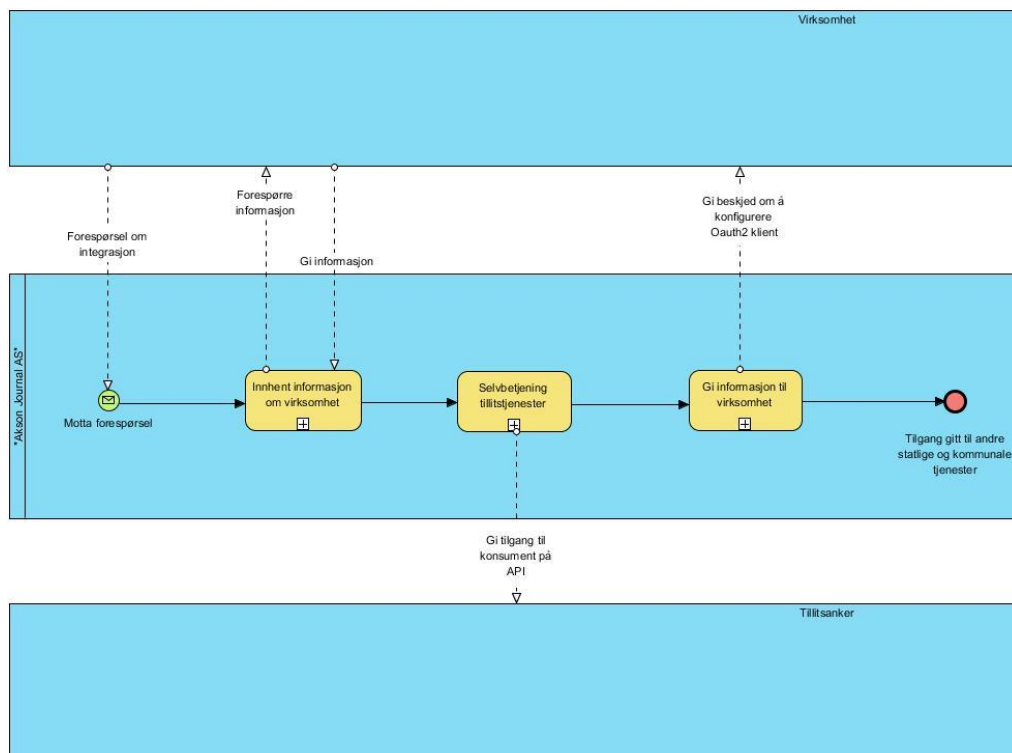 Virksomhet
Forespørsel om
integrasjon
Forespørre
informasjon
Gi informasjon
Gi beskjed om å
konfigurere
Oauth2 klient
"Akson Journal AS"
Motta forespørsel
Innhent informasjon
om virksomhet
Selvbetjening
tillitstjenester
Gi informasjon til
virksomhet
Tilgang gitt til andre
statlige og kommunale
tjenester
Gi tilgang til
konsument på
API
Tillitsanker